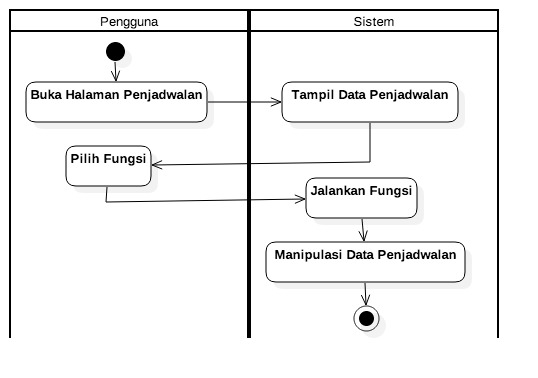 Pengguna
Sistem
Buka Halaman Penjadwalan
Tampil Data Penjadwalan
Pilih Fungsi
Jalankan Fungsi
Manipulasi Data Penjadwalan